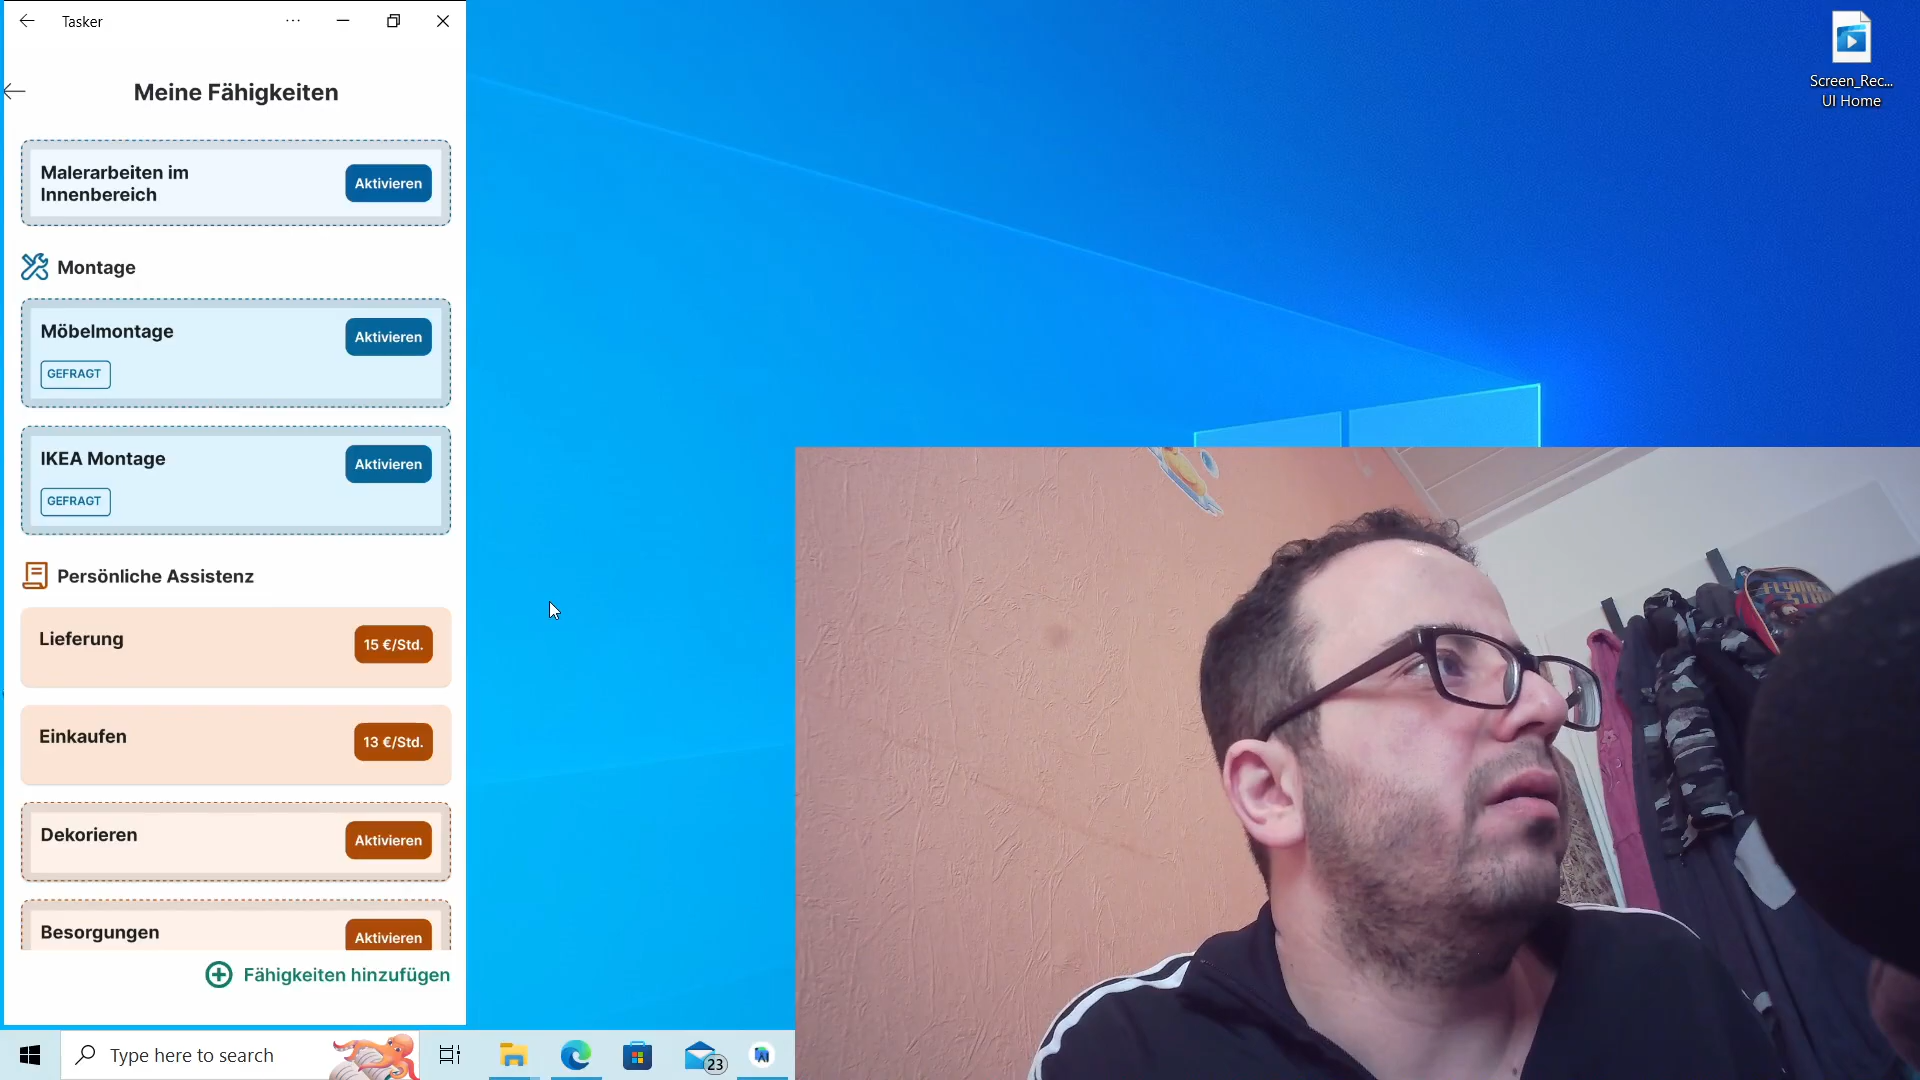 Tasker
Meine Fähigkeiten
Malerarbeiten im
Innenbereich
Aktivieren
Montage
Möbelmontage
Aktivieren
GEFRAGT
IKEA Montage
Aktivieren
GEFRAGT
Persönliche Assistenz
Lieferung
15 €/Std.
Einkaufen
13 €/Std.
Dekorieren
Aktivieren
Besorgungen
Aktivieren
Fähigkeiten hinzufügen
Type here to search
23
Screen_Rec...
UI Home